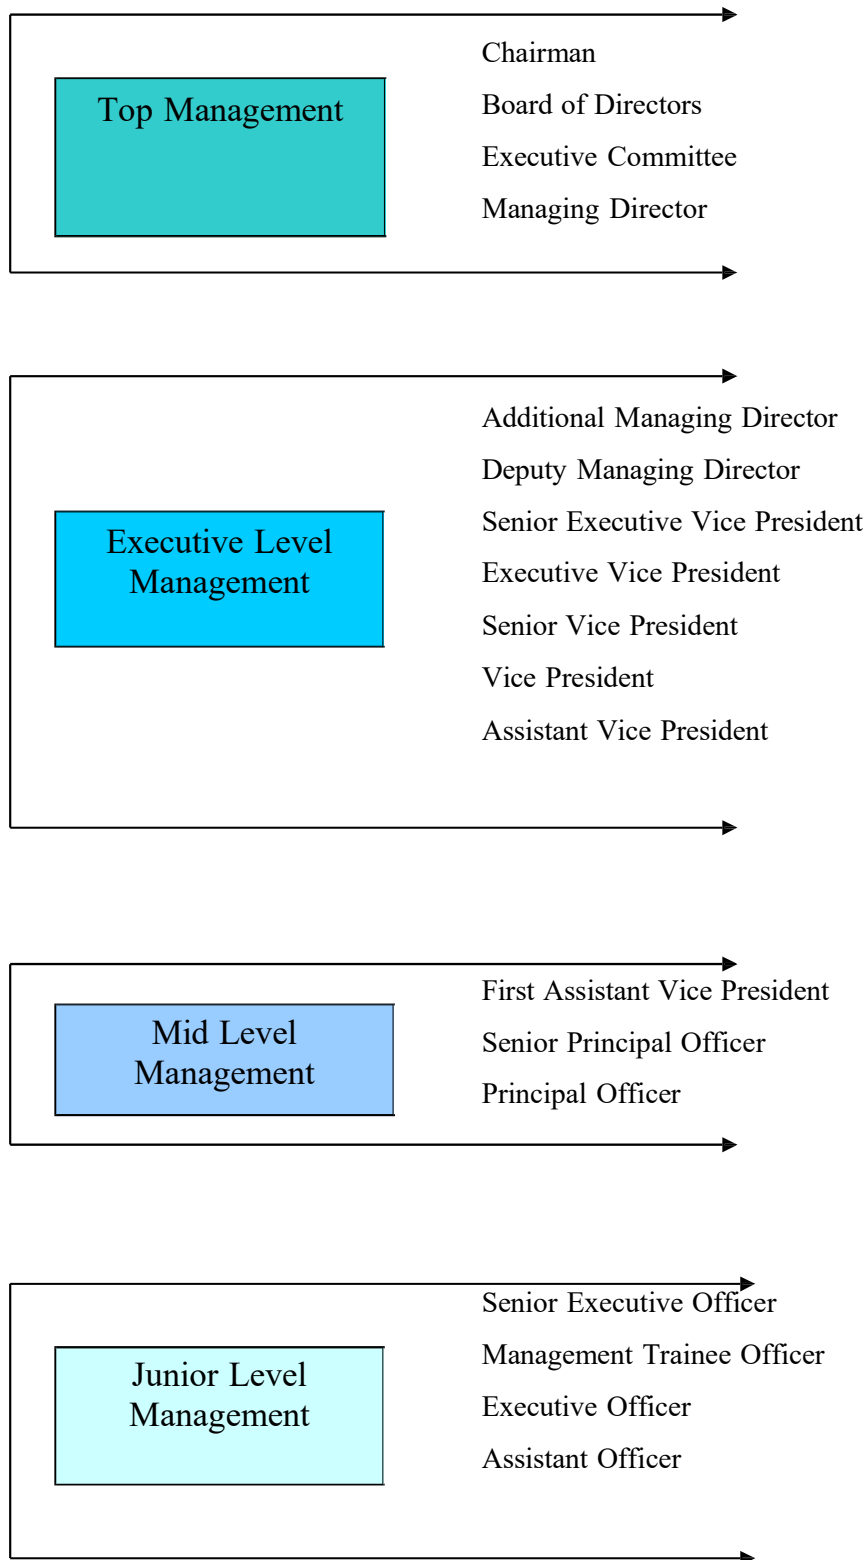 Top Management
Chairman
Board of Directors
Executive Committee
Managing Director
Executive Level
Management
Additional Managing Director
Deputy Managing Director
Senior Executive Vice President
Executive Vice President
Senior Vice President
Vice President
Assistant Vice President
Mid Level
Management
First Assistant Vice President
Senior Principal Officer
Principal Officer
Junior Level
Management
Senior Executive Officer
Management Trainee Officer
Executive Officer
Assistant Officer